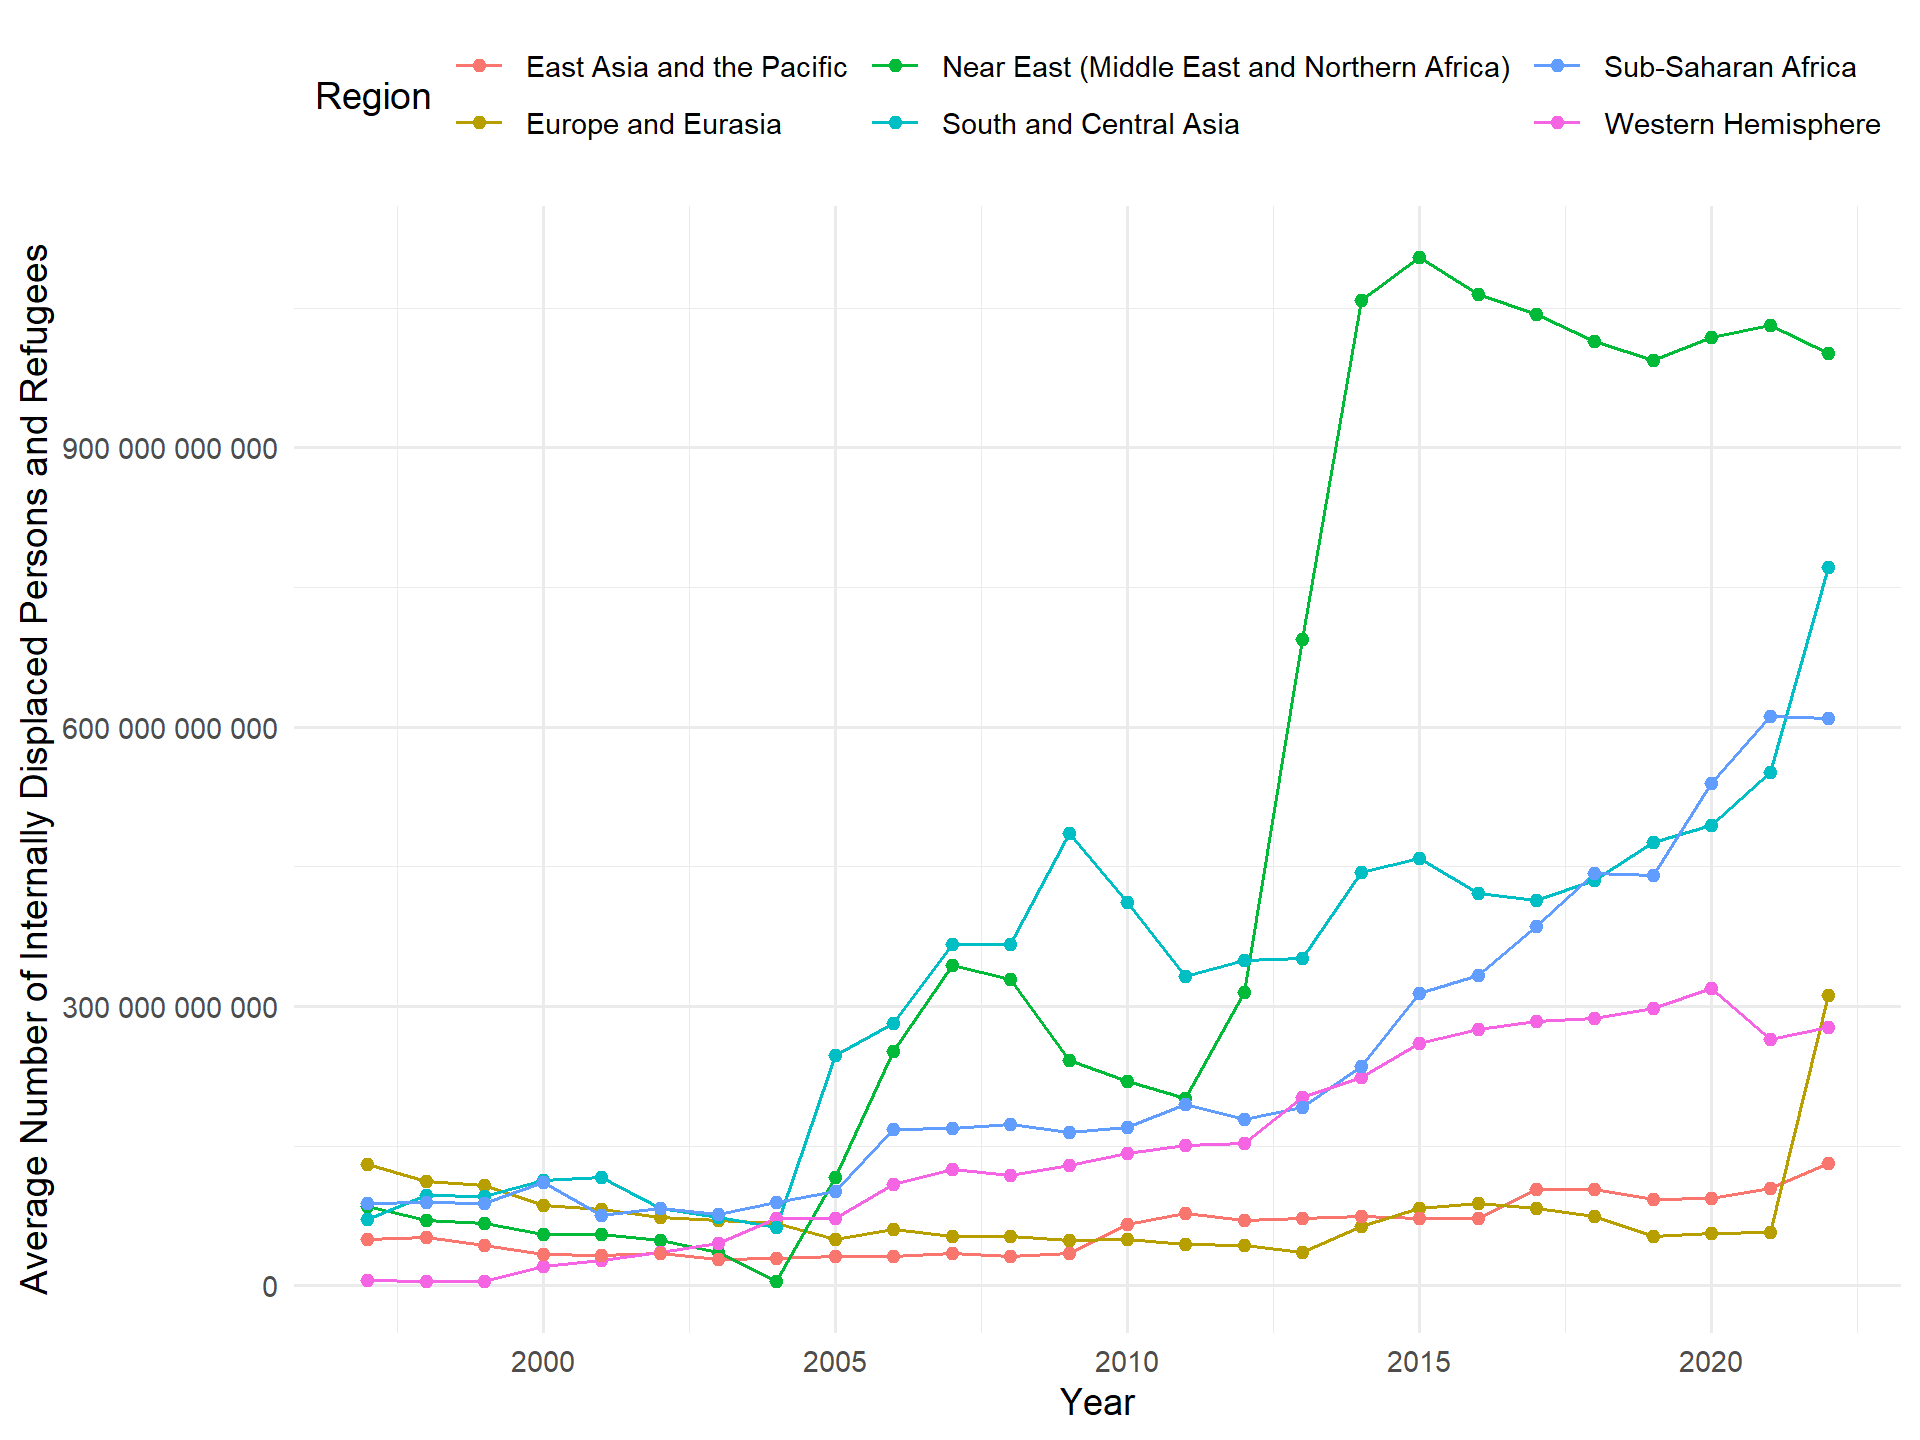 Region
East Asia and the Pacific
Near East (Middle East and Northern Africa)
Sub-Saharan Africa
Europe and Eurasia
South and Central Asia
Western Hemisphere
Average Number of Internally Displaced Persons and Refugees
900 000 000 000
600 000 000 000
300 000 000 000
0
2000
2005
2010
2015
2020
Year